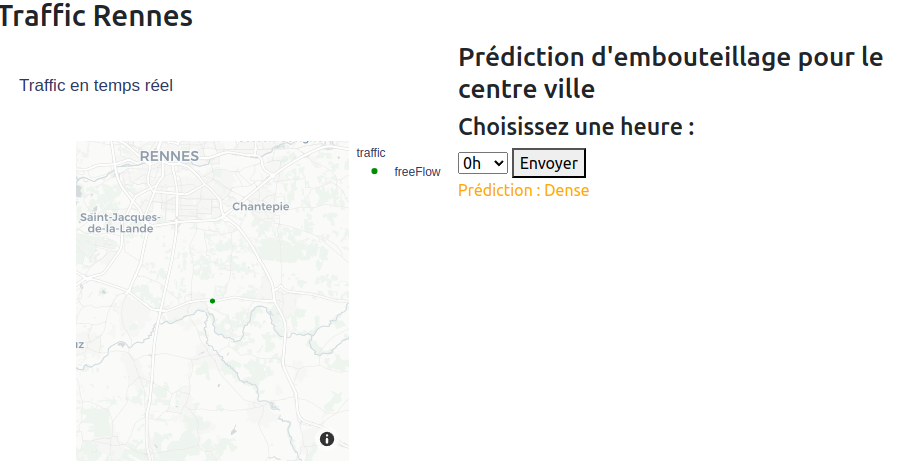 Traffic Rennes
Traffic en temps réel
RENNES
Chantepie
Saint-Jacques-
de-la-Lande
uz
traffic
freeFlow
Prédiction d'embouteillage pour le
centre ville
Choisissez une heure :
0h Envoyer
Prédiction : Dense